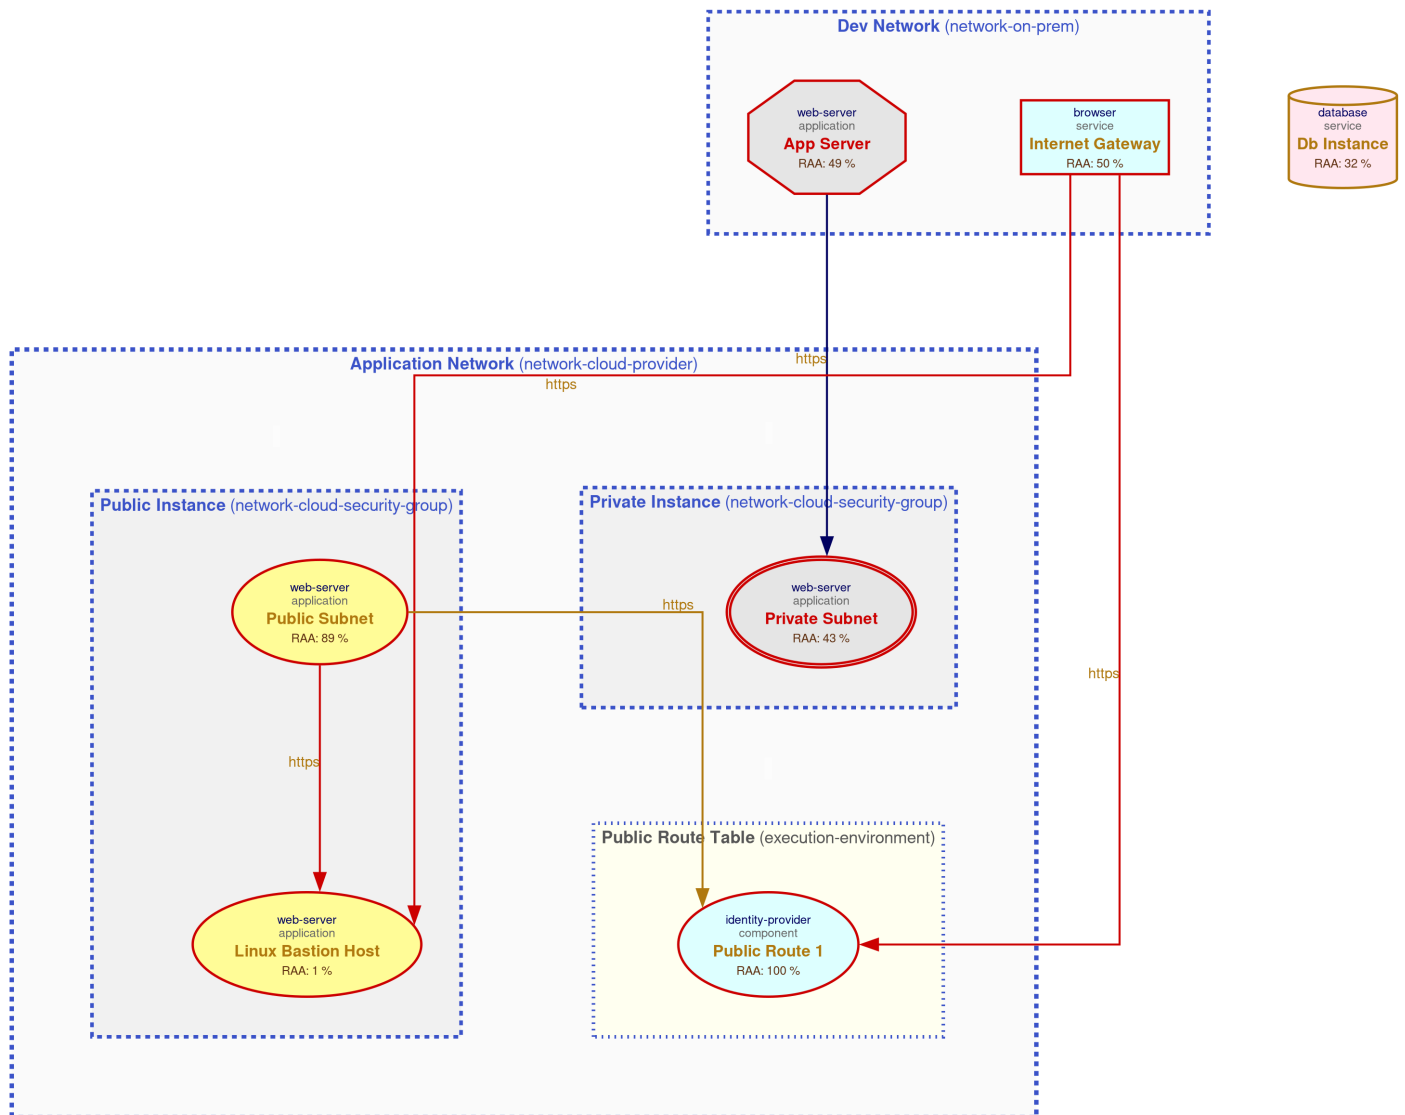 Dev Network (network-on-prem)
web-server
application
App Server
RAA: 49 %
browser
service
Internet Gateway
RAA: 50 %
database
service
Db Instance
RAA: 32 %
Application Network (network-cloud-provider)
https
https
Public Instance (network-cloud-security-group)
Private Instance (network-cloud-security-group)
web-server
application
Public Subnet
RAA: 89 %
https
web-server
application
Private Subnet
RAA: 43 %
https
https
Public Route Table (execution-environment)
web-server
application
Linux Bastion Host
RAA: 1 %
identity-provider
component
Public Route 1
RAA: 100 %